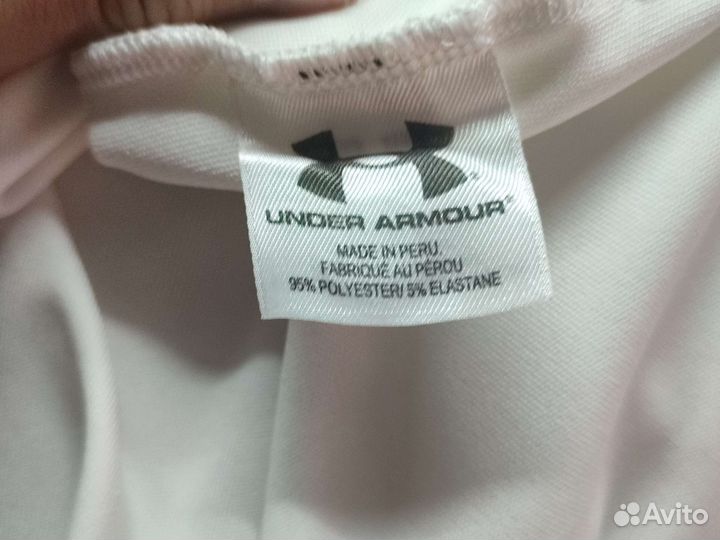 UNDER ARMOUR®
MADE IN PERU
FABRIQUÉ AU PÉROU
95% POLYESTER/ 5% ELASTANE
Avito